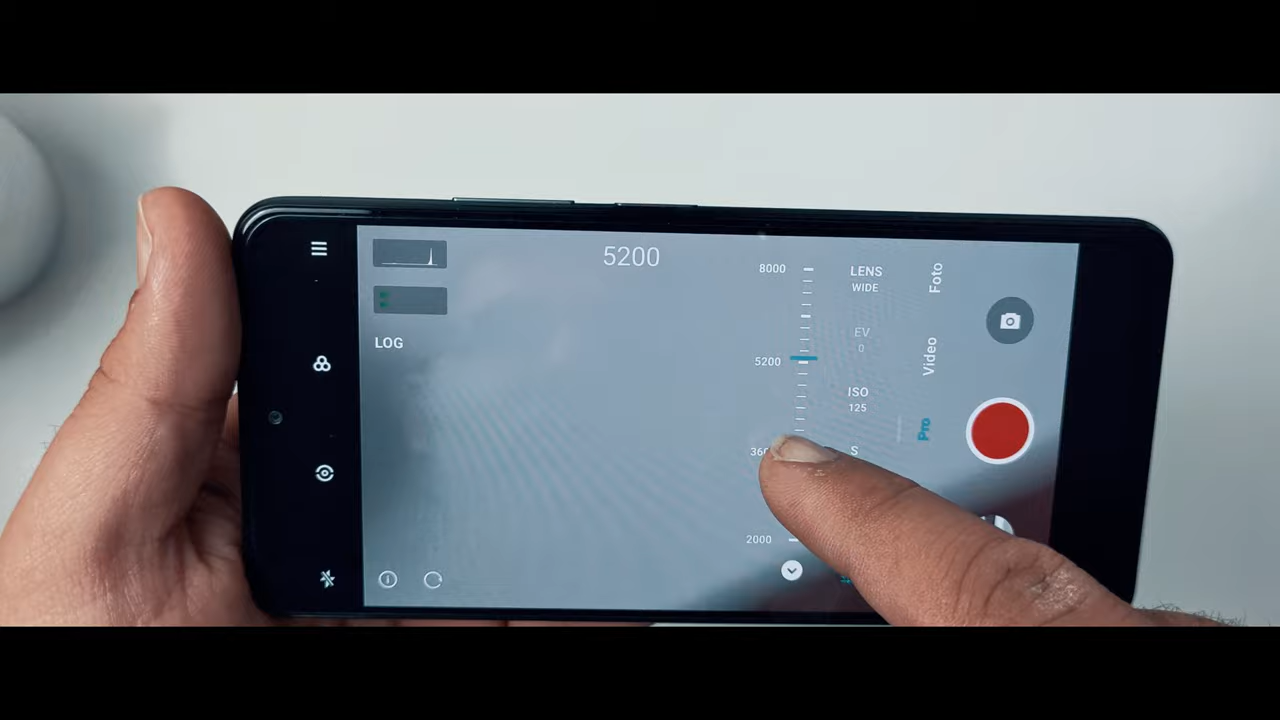 5200
LOG
8000
5200
2000
LENS
WIDE
EV
0
ISO
125
S
Foto
Video
Pro